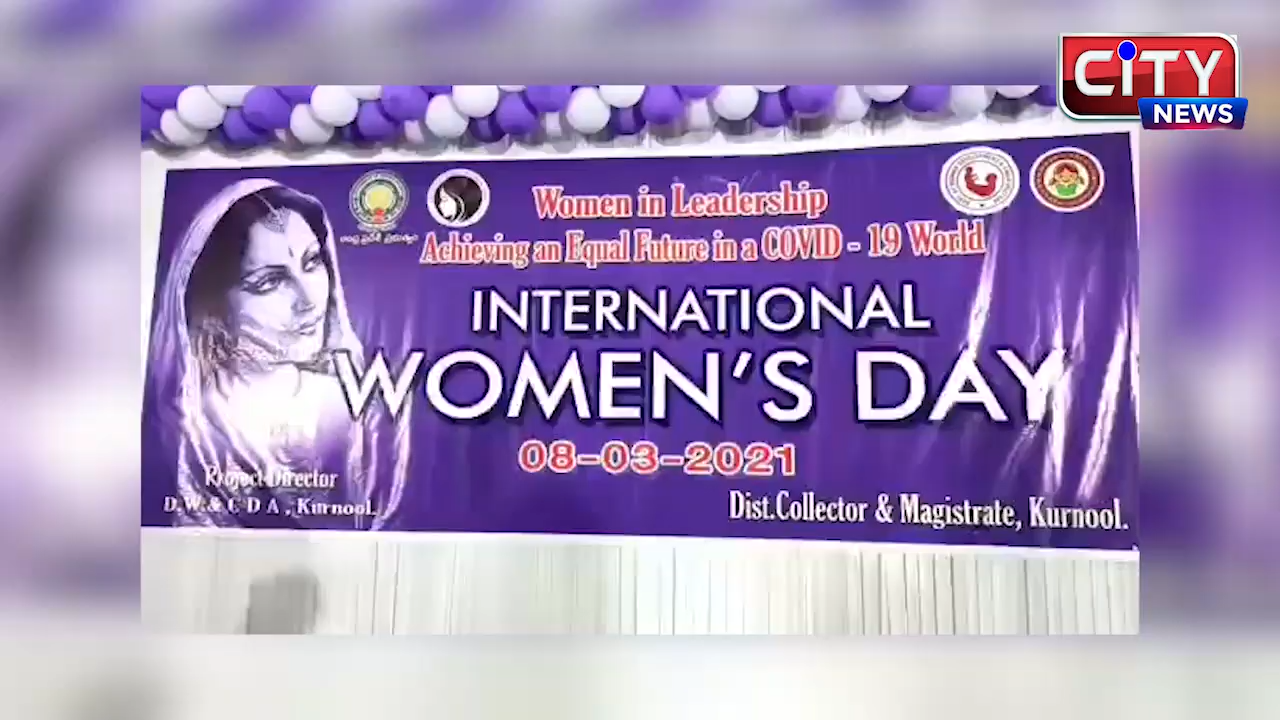 CiTY
NEWS
Women in Leadership
Achieving an Equal Future in a COVID - 19 World
INTERNATIONAL
WOMEN'S DAY
08-03-2021
Project Director
D.W.& C D A , Kurnool.
Dist.Collector & Magistrate, Kurnool.